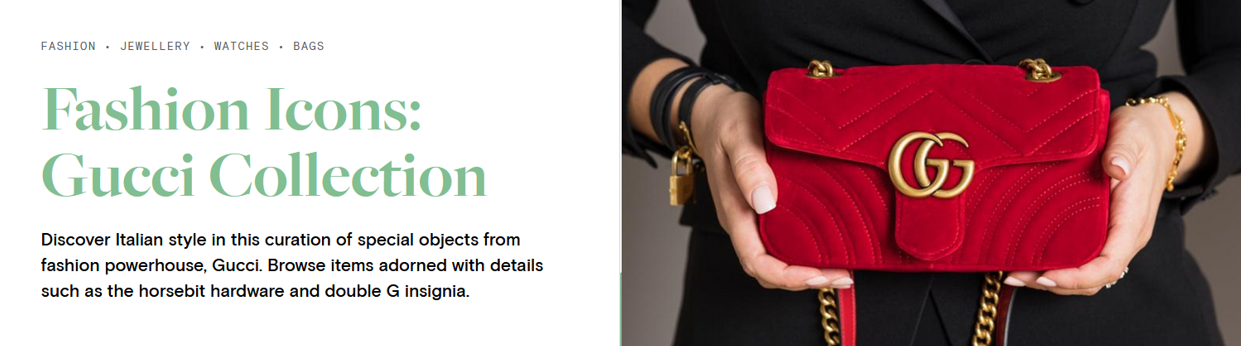 FASHION • JEWELLERY • WATCHES • BAGS
Fashion Icons:
Gucci Collection
Discover Italian style in this curation of special objects from
fashion powerhouse, Gucci. Browse items adorned with details
such as the horsebit hardware and double G insignia.
GG